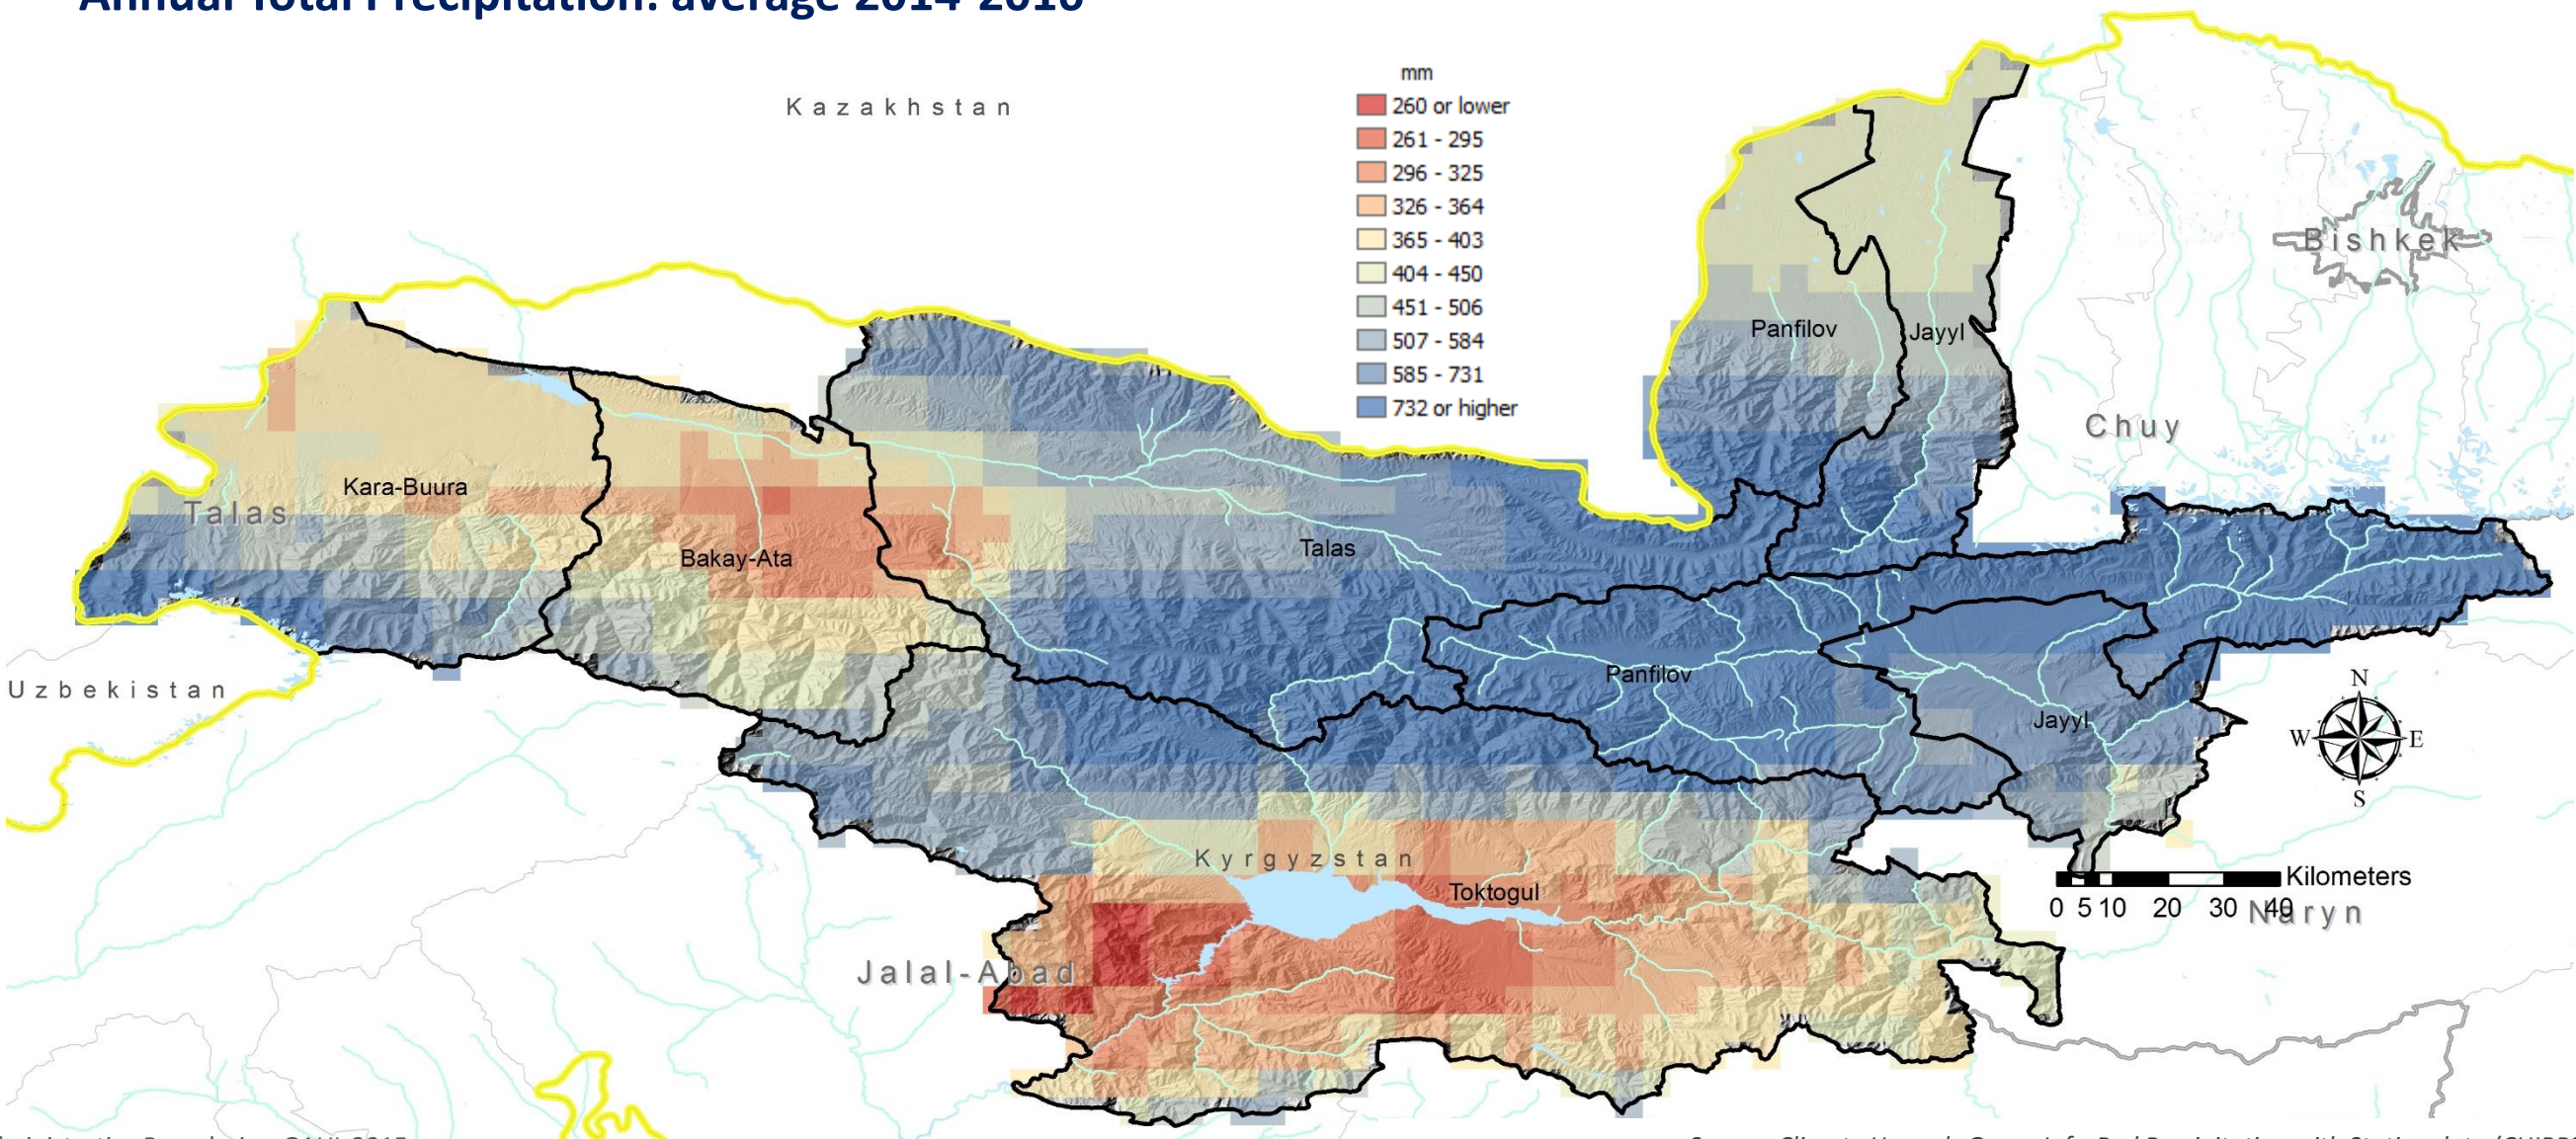 Annual Total Precipitation: average 2014-2016
Kazakhstan
mm
260 or lower
261 - 295
296 - 325
326 - 364
365 - 403
404 - 450
451 - 506
507 - 584
585 - 731
732 or higher
Bishkek
Panfilov
Jayyl
Chuy
Kara-Buura
Talas
Bakay-Ata
Talas
Uzbekistan
Panfilov
Jayyl
N
W
E
S
Kyrgyzstan
Toktogul
Kilometers
0 5 10 20 30 40
Naryn
Jalal-Abad